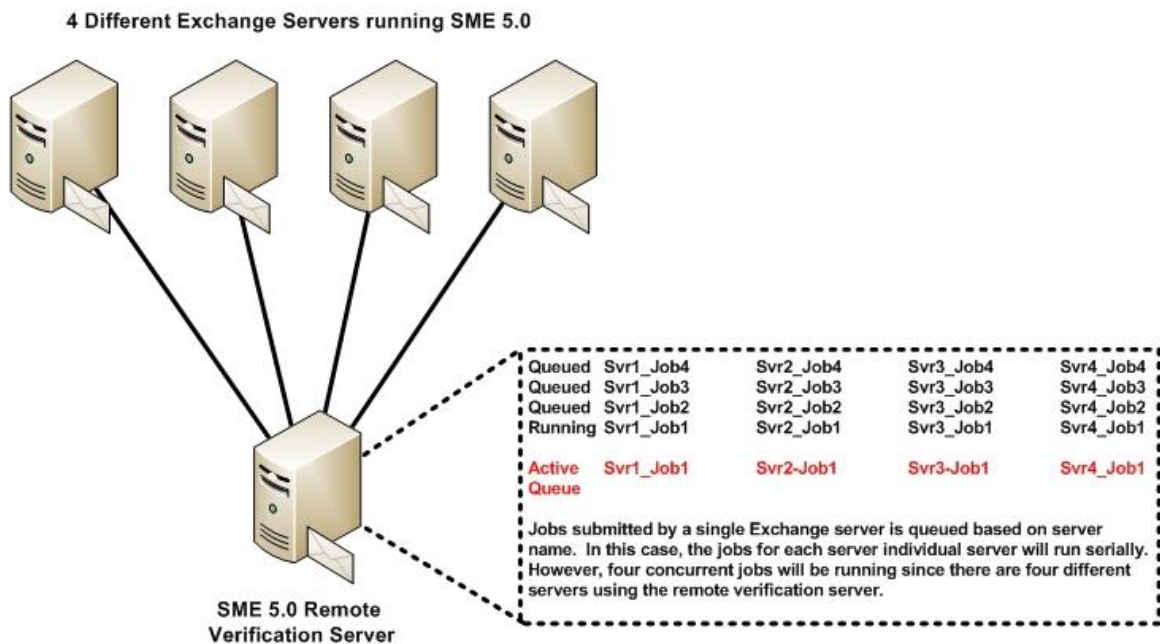 4 Different Exchange Servers running SME 5.0
Queued Svr1_Job4 Svr2_Job4 Svr3_Job4 Svr4_Job4
Queued Svr1_Job3 Svr2_Job3 Svr3_Job3 Svr4_Job3
Queued Svr1_Job2 Svr2_Job2 Svr3_Job2 Svr4_Job2
Running Svr1_Job1 Svr2_Job1 Svr3_Job1 Svr4_Job1
Active Svr1_Job1 Svr2-Job1 Svr3-Job1 Svr4_Job1
Queue
Jobs submitted by a single Exchange server is queued based on server
name. In this case, the jobs for each server individual server will run serially.
However, four concurrent jobs will be running since there are four different
servers using the remote verification server.
SME 5.0 Remote
Verification Server